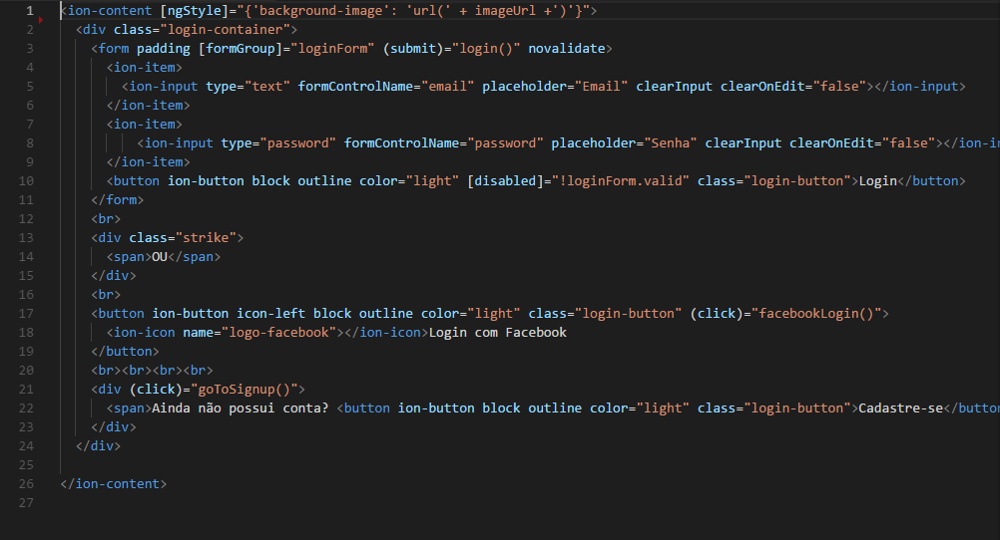 1 <ion-content [ngStyle]="{'background-image': 'url(' + imageUrl +')'}">
2 <div class="login-container">
3 <form padding [formGroup]="loginForm" (submit)="login()" novalidate>
4 <ion-item>
5 <ion-input type="text" formControlName="email" placeholder="Email" clearInput clearOnEdit="false"></ion-input>
6 </ion-item>
7 <ion-item>
8 <ion-input type="password" formControlName="password" placeholder="Senha" clearInput clearOnEdit="false"></ion-i
9 </ion-item>
10 <button ion-button block outline color="light" [disabled]="!loginForm.valid" class="login-button">Login</button>
11 </form>
12 <br>
13 <div class="strike">
14 <span>OU</span>
15 </div>
16 <br>
17 <button ion-button icon-left block outline color="light" class="login-button" (click)="facebookLogin()">
18 <ion-icon name="logo-facebook"></ion-icon>Login com Facebook
19 </button>
20 <br><br><br><br>
21 <div (click)="goToSignup()">
22 <span>Ainda não possui conta? <button ion-button block outline color="light" class="login-button">Cadastre-se</butto
23 </div>
24 </div>
25
26 </ion-content>
27